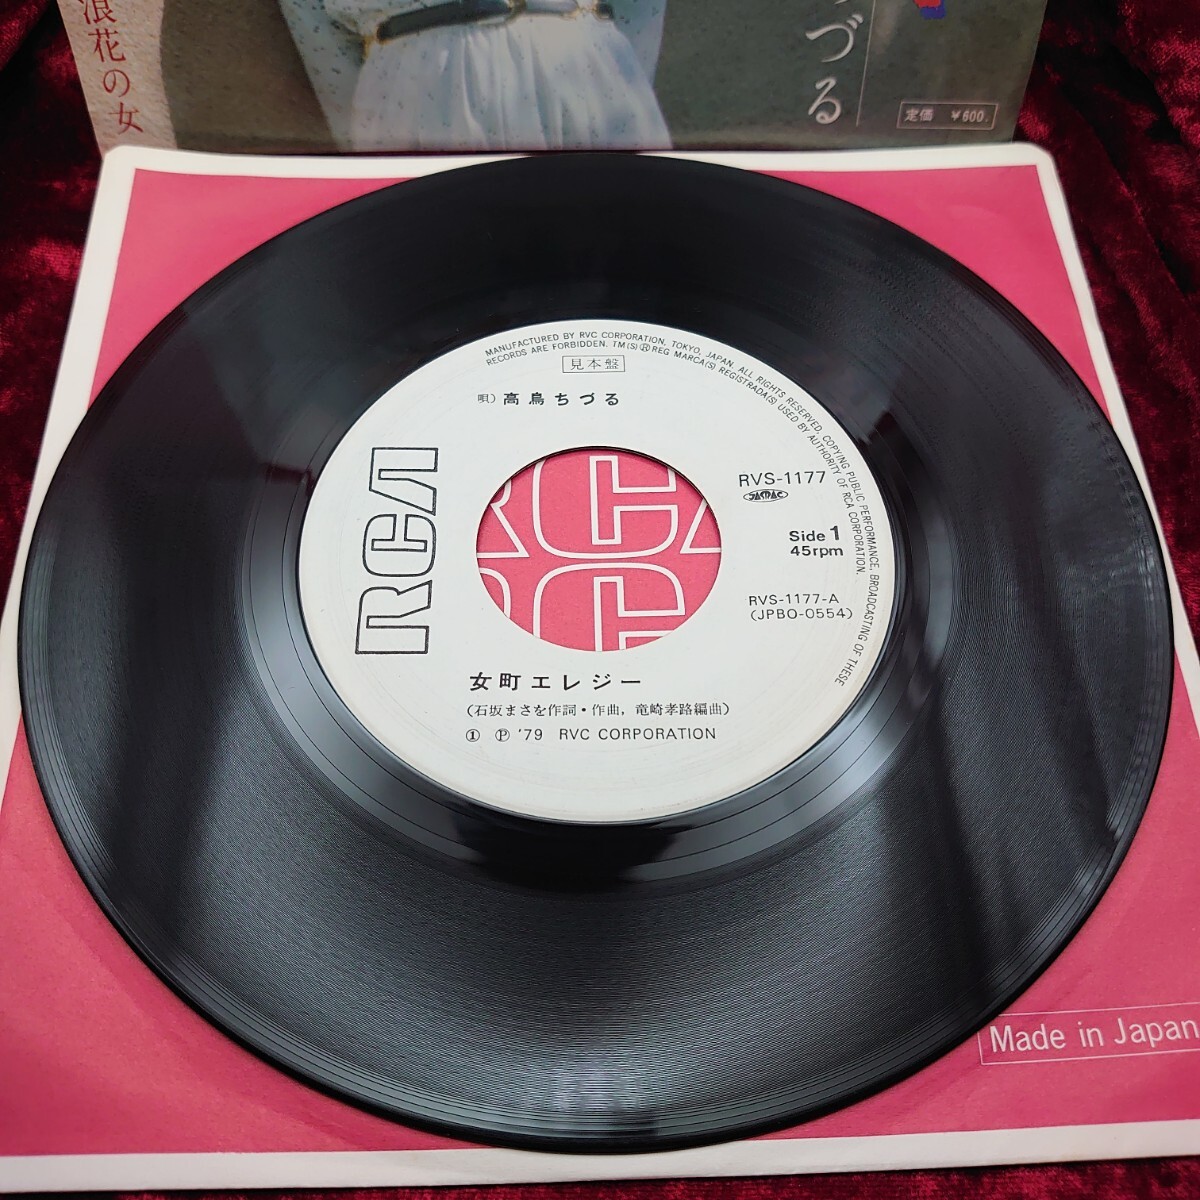 浪花の女
づる
定価 ¥600.
MANUFACTURED BY RVC CORPORATION, TOKYO, JAPAN. ALL RIGHTS RESERVED, COPYING PUBLIC PERFORMANCE, BROADCASTING OF THESE
RECORDS ARE FORBIDDEN. TM(S)®REG MARCA(S) REGISTRADA(S) USED BY AUTHORITY OF RCA CORPORATION.
見本盤
唄) 高鳥ちづる
RCA
RVS-1177
JASRAC
Side 1
45rpm
RVS-1177-A
(JPBO-0554)
女町エレジー
(石坂まさを作詞・作曲, 竜崎孝路編曲)
① Ⓟ '79 RVC CORPORATION
RCA
RC
Made in Japan